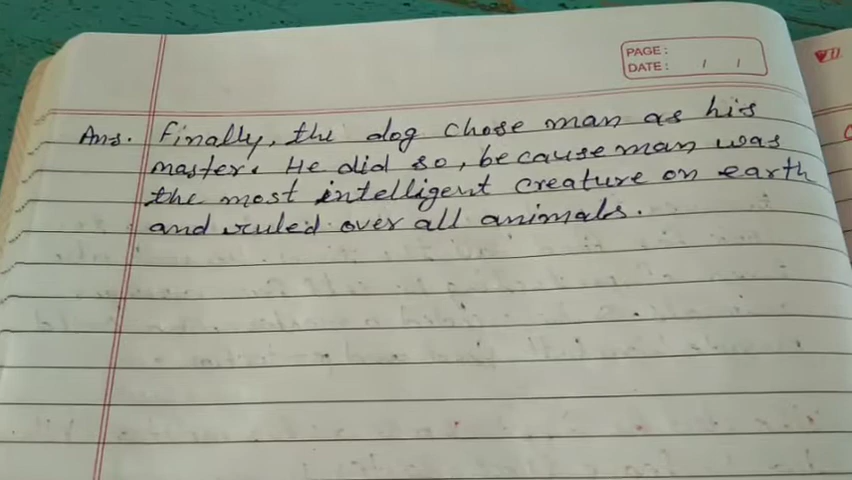 PAGE:
DATE: / /
Ans. Finally, the dog chose man as his
master. He did so, because man was
the most intelligent creature on earth
and ruled over all animals.